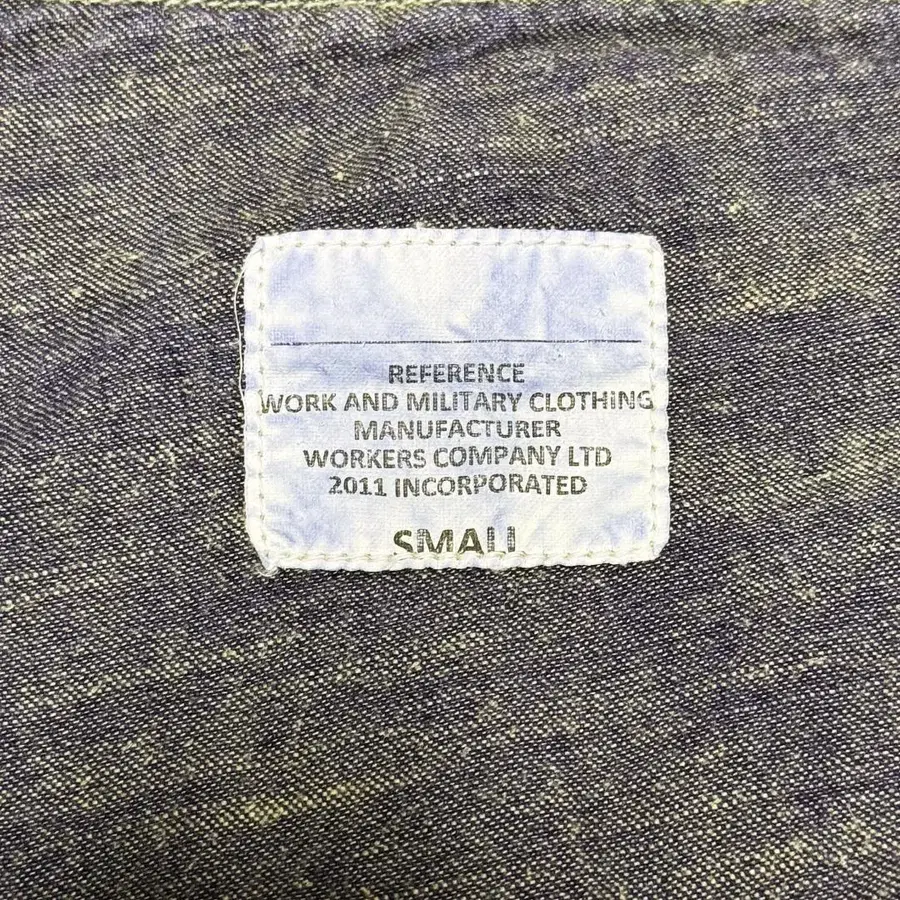 REFERENCE
WORK AND MILITARY CLOTHING
MANUFACTURER
WORKERS COMPANY LTD
2011 INCORPORATED
SMALL